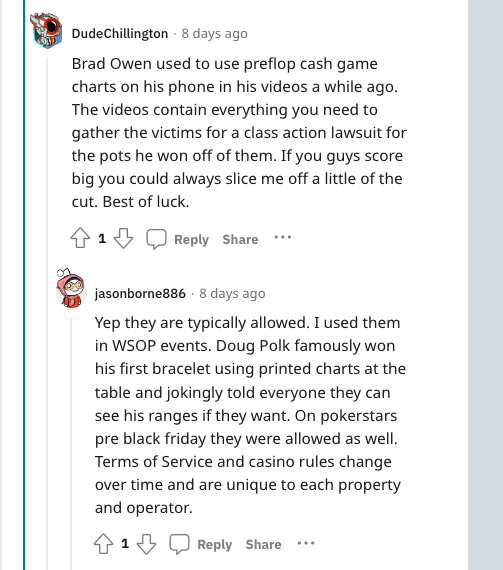 DudeChillington · 8 days ago
Brad Owen used to use preflop cash game
charts on his phone in his videos a while ago.
The videos contain everything you need to
gather the victims for a class action lawsuit for
the pots he won off of them. If you guys score
big you could always slice me off a little of the
cut. Best of luck.
1 Reply Share ···
jasonborne886 · 8 days ago
Yep they are typically allowed. I used them
in WSOP events. Doug Polk famously won
his first bracelet using printed charts at the
table and jokingly told everyone they can
see his ranges if they want. On pokerstars
pre black friday they were allowed as well.
Terms of Service and casino rules change
over time and are unique to each property
and operator.
1 Reply Share ···